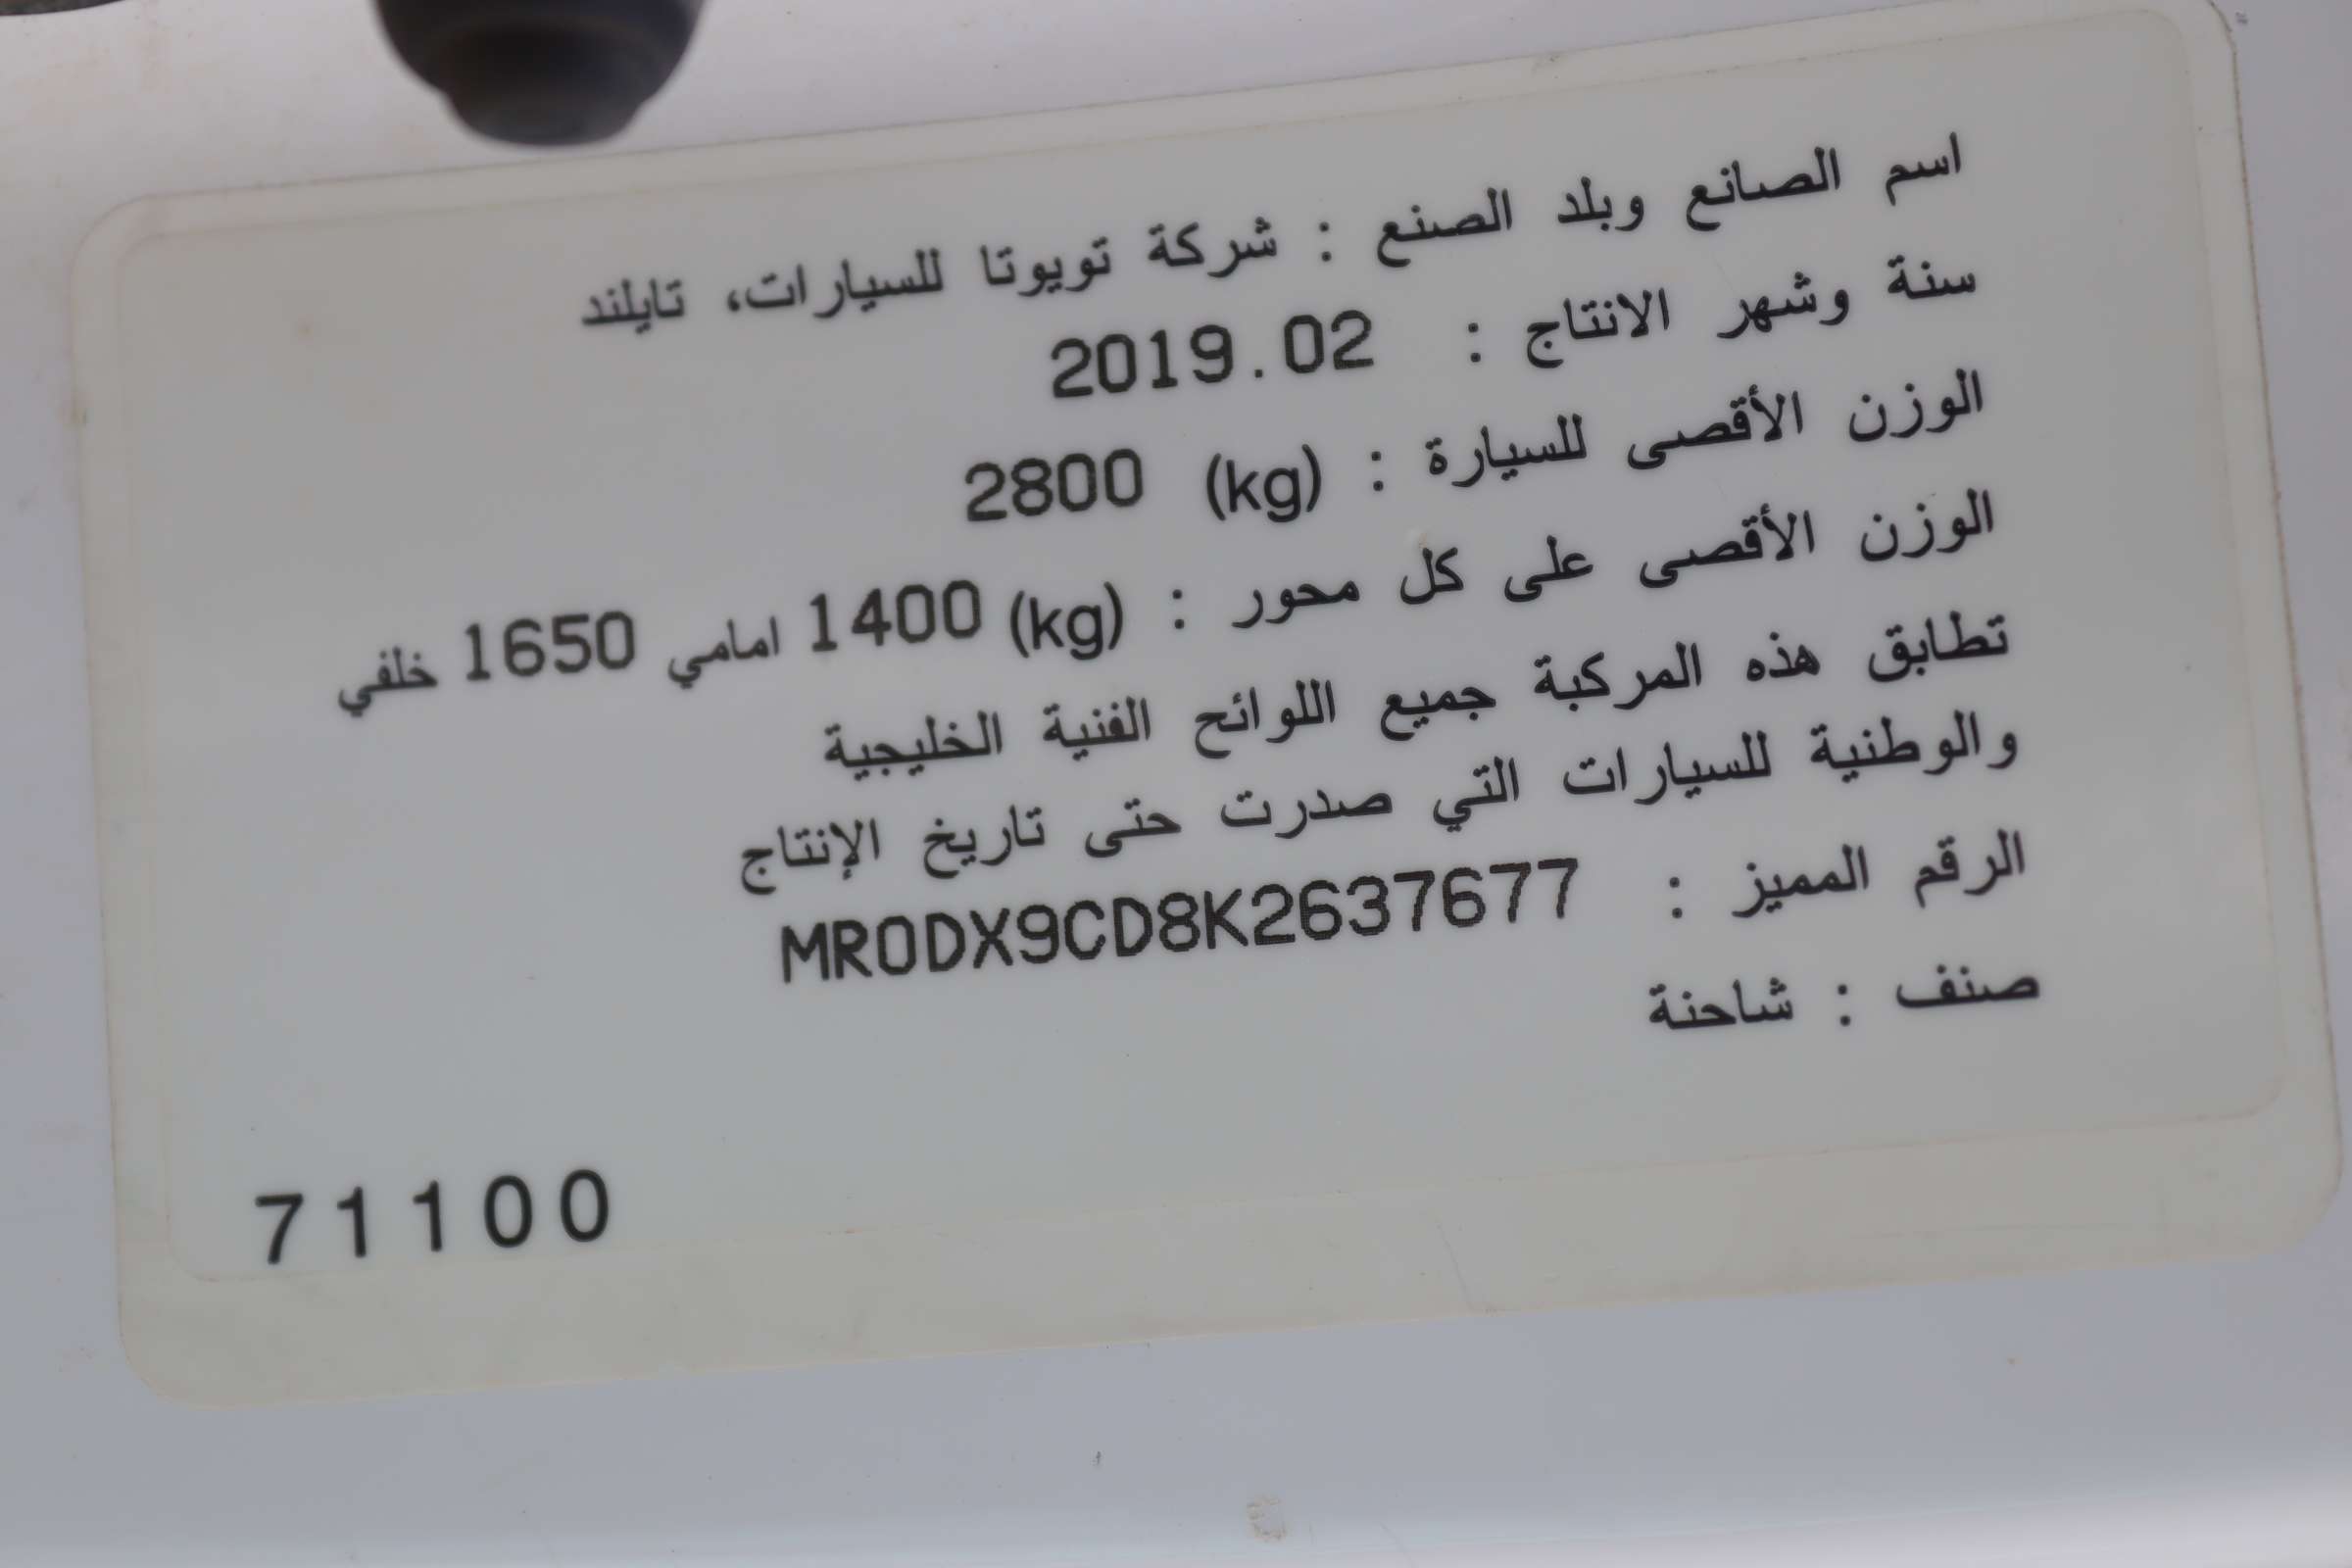 اسم الصانع وبلد الصنع : شركة تويوتا للسيارات، تايلند
سنة وشهر الانتاج : 2019.02
الوزن الأقصى للسيارة : (kg) 2800
الوزن الأقصى على كل محور : (kg) 1400 امامي 1650 خلفي
تطابق هذه المركبة جميع اللوائح الفنية الخليجية
والوطنية للسيارات التي صدرت حتى تاريخ الإنتاج
الرقم المميز : MR0DX9CD8K2637677
صنف : شاحنة
71100